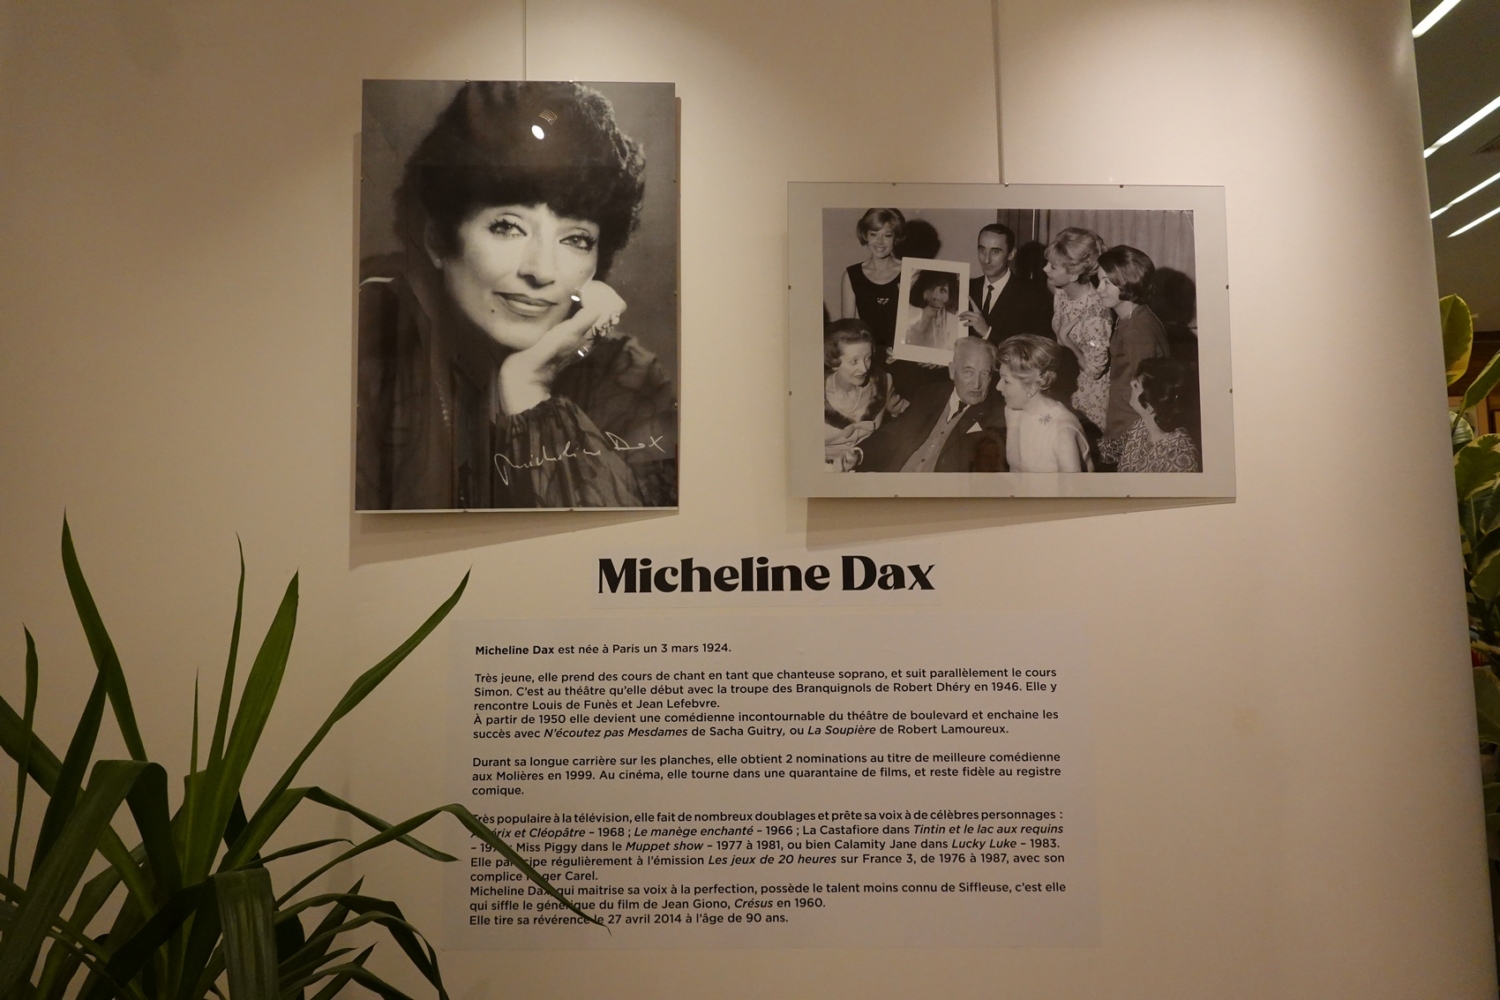 Micheline Dax
Micheline Dax
Micheline Dax est née à Paris un 3 mars 1924.
Très jeune, elle prend des cours de chant en tant que chanteuse soprano, et suit parallèlement le cours
Simon. C'est au théâtre qu'elle début avec la troupe des Branquignols de Robert Dhéry en 1946. Elle y
rencontre Louis de Funès et Jean Lefebvre.
À partir de 1950 elle devient une comédienne incontournable du théâtre de boulevard et enchaine les
succès avec N'écoutez pas Mesdames de Sacha Guitry, ou La Soupière de Robert Lamoureux.
Durant sa longue carrière sur les planches, elle obtient 2 nominations au titre de meilleure comédienne
aux Molières en 1999. Au cinéma, elle tourne dans une quarantaine de films, et reste fidèle au registre
comique.
Très populaire à la télévision, elle fait de nombreux doublages et prête sa voix à de célèbres personnages :
Astérix et Cléopâtre – 1968 ; Le manège enchanté – 1966 ; La Castafiore dans Tintin et le lac aux requins
– Miss Piggy dans le Muppet show – 1977 à 1981, ou bien Calamity Jane dans Lucky Luke – 1983.
Elle participe régulièrement à l'émission Les jeux de 20 heures sur France 3, de 1976 à 1987, avec son
complice Roger Carel.
Micheline Dax qui maitrise sa voix à la perfection, possède le talent moins connu de Siffleuse, c'est elle
qui siffle le générique du film de Jean Giono, Crésus en 1960.
Elle tire sa révérence le 27 avril 2014 à l'âge de 90 ans.